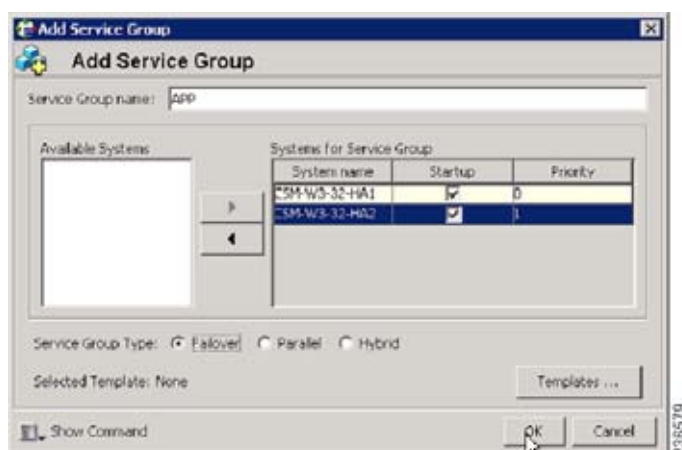 Add Service Group
Add Service Group
Service Group name: APP
Available Systems
Systems for Service Group
System name Startup Priority
CSM-W3-32-HA1 0
CSM-W3-32-HA2 1
Service Group Type: Failover Parallel Hybrid
Selected Template: None
Templates ...
Show Command
OK Cancel